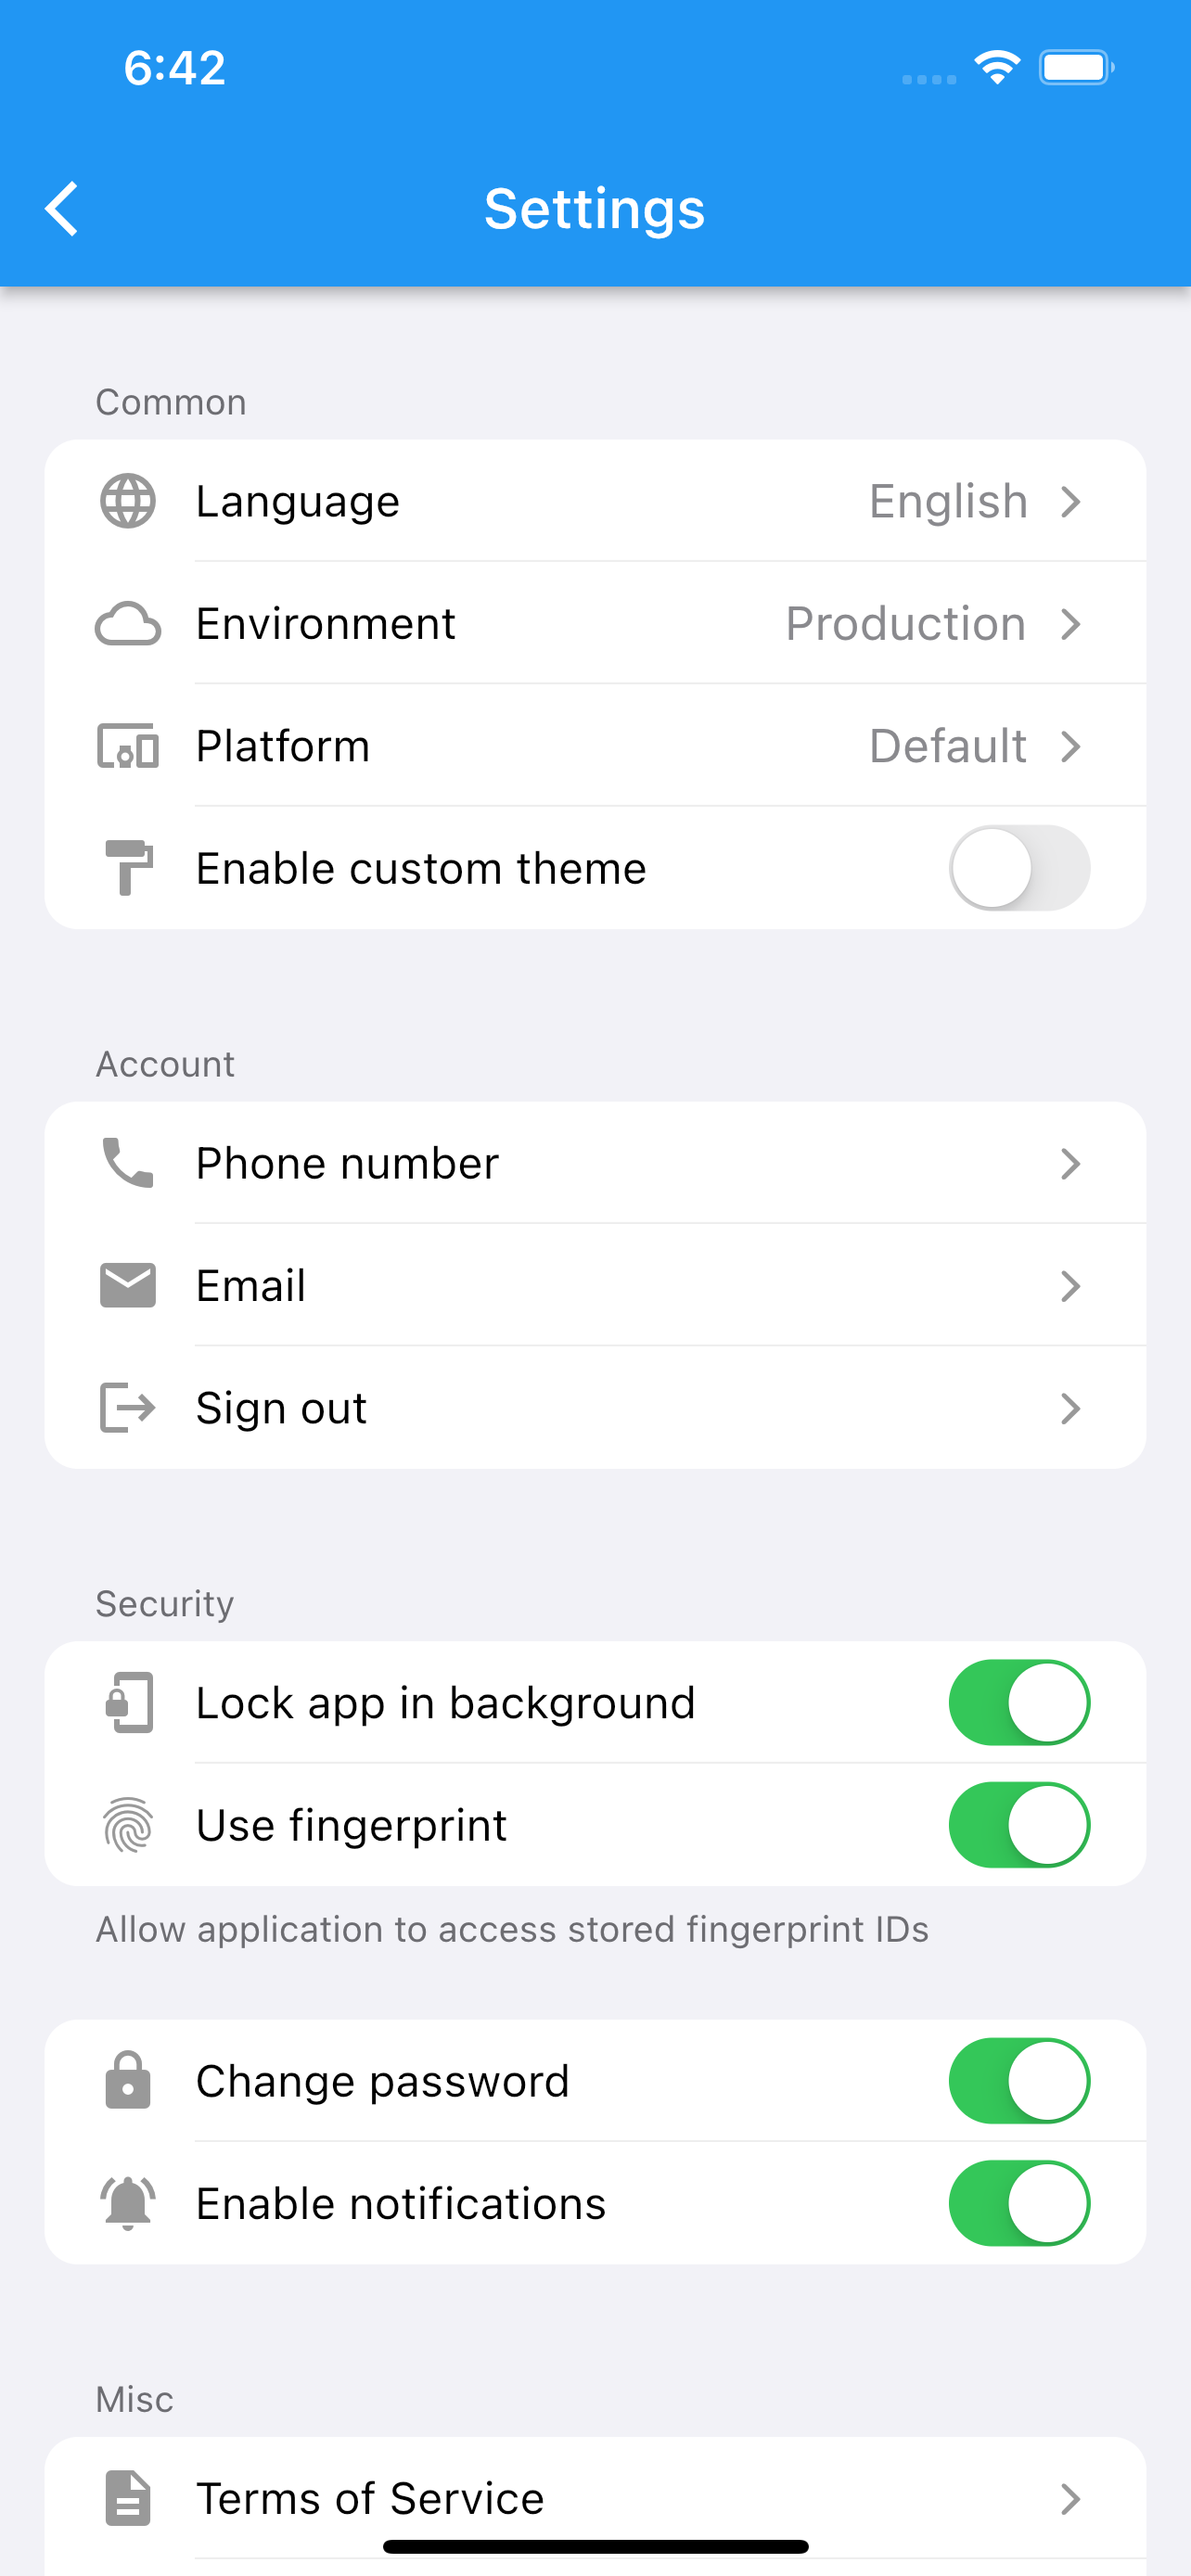 6:42
Settings
Common
Language English
Environment Production
Platform Default
Enable custom theme
Account
Phone number
Email
Sign out
Security
Lock app in background
Use fingerprint
Allow application to access stored fingerprint IDs
Change password
Enable notifications
Misc
Terms of Service